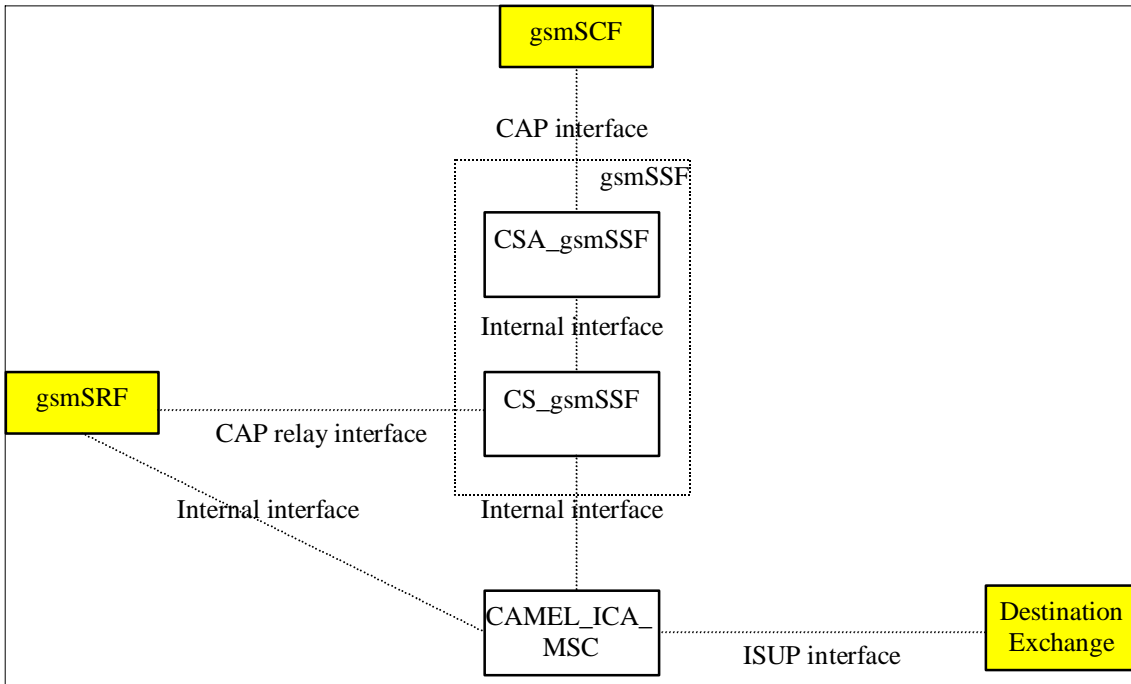 gsmSCF
CAP interface
gsmSSF
CSA_gsmSSF
Internal interface
gsmSRF
CS_gsmSSF
CAP relay interface
Internal interface
Internal interface
CAMEL_ICA_
MSC
Destination
Exchange
ISUP interface